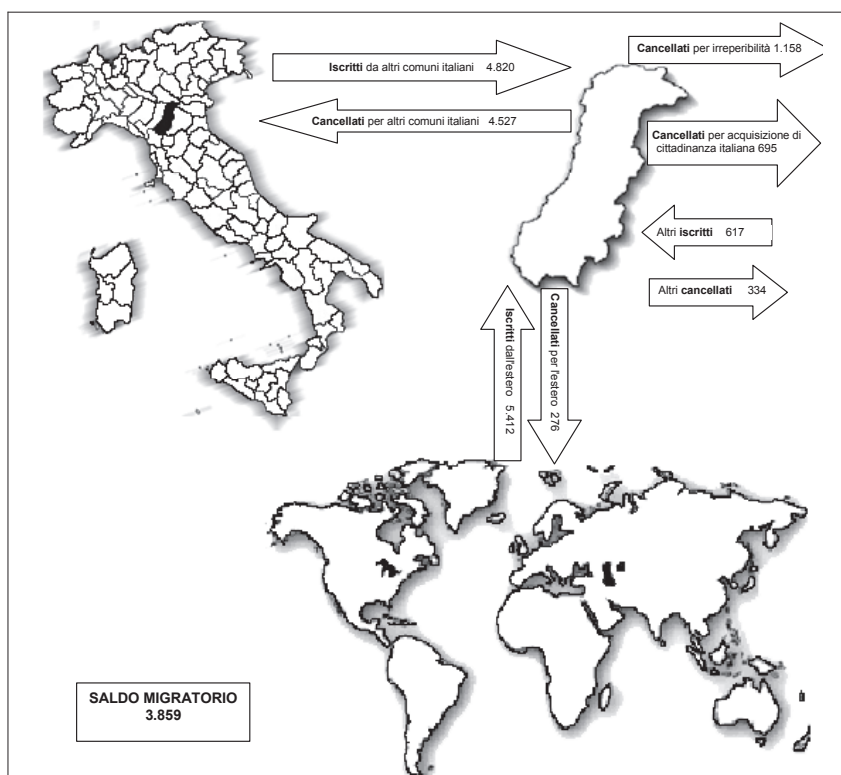 Cancellati per irreperibilità 1.158
Iscritti da altri comuni italiani 4.820
Cancellati per altri comuni italiani 4.527
Cancellati per acquisizione di
cittadinanza italiana 695
Altri iscritti 617
Altri cancellati 334
Iscritti dall'estero 5.412
Cancellati per l'estero 276
SALDO MIGRATORIO
3.859